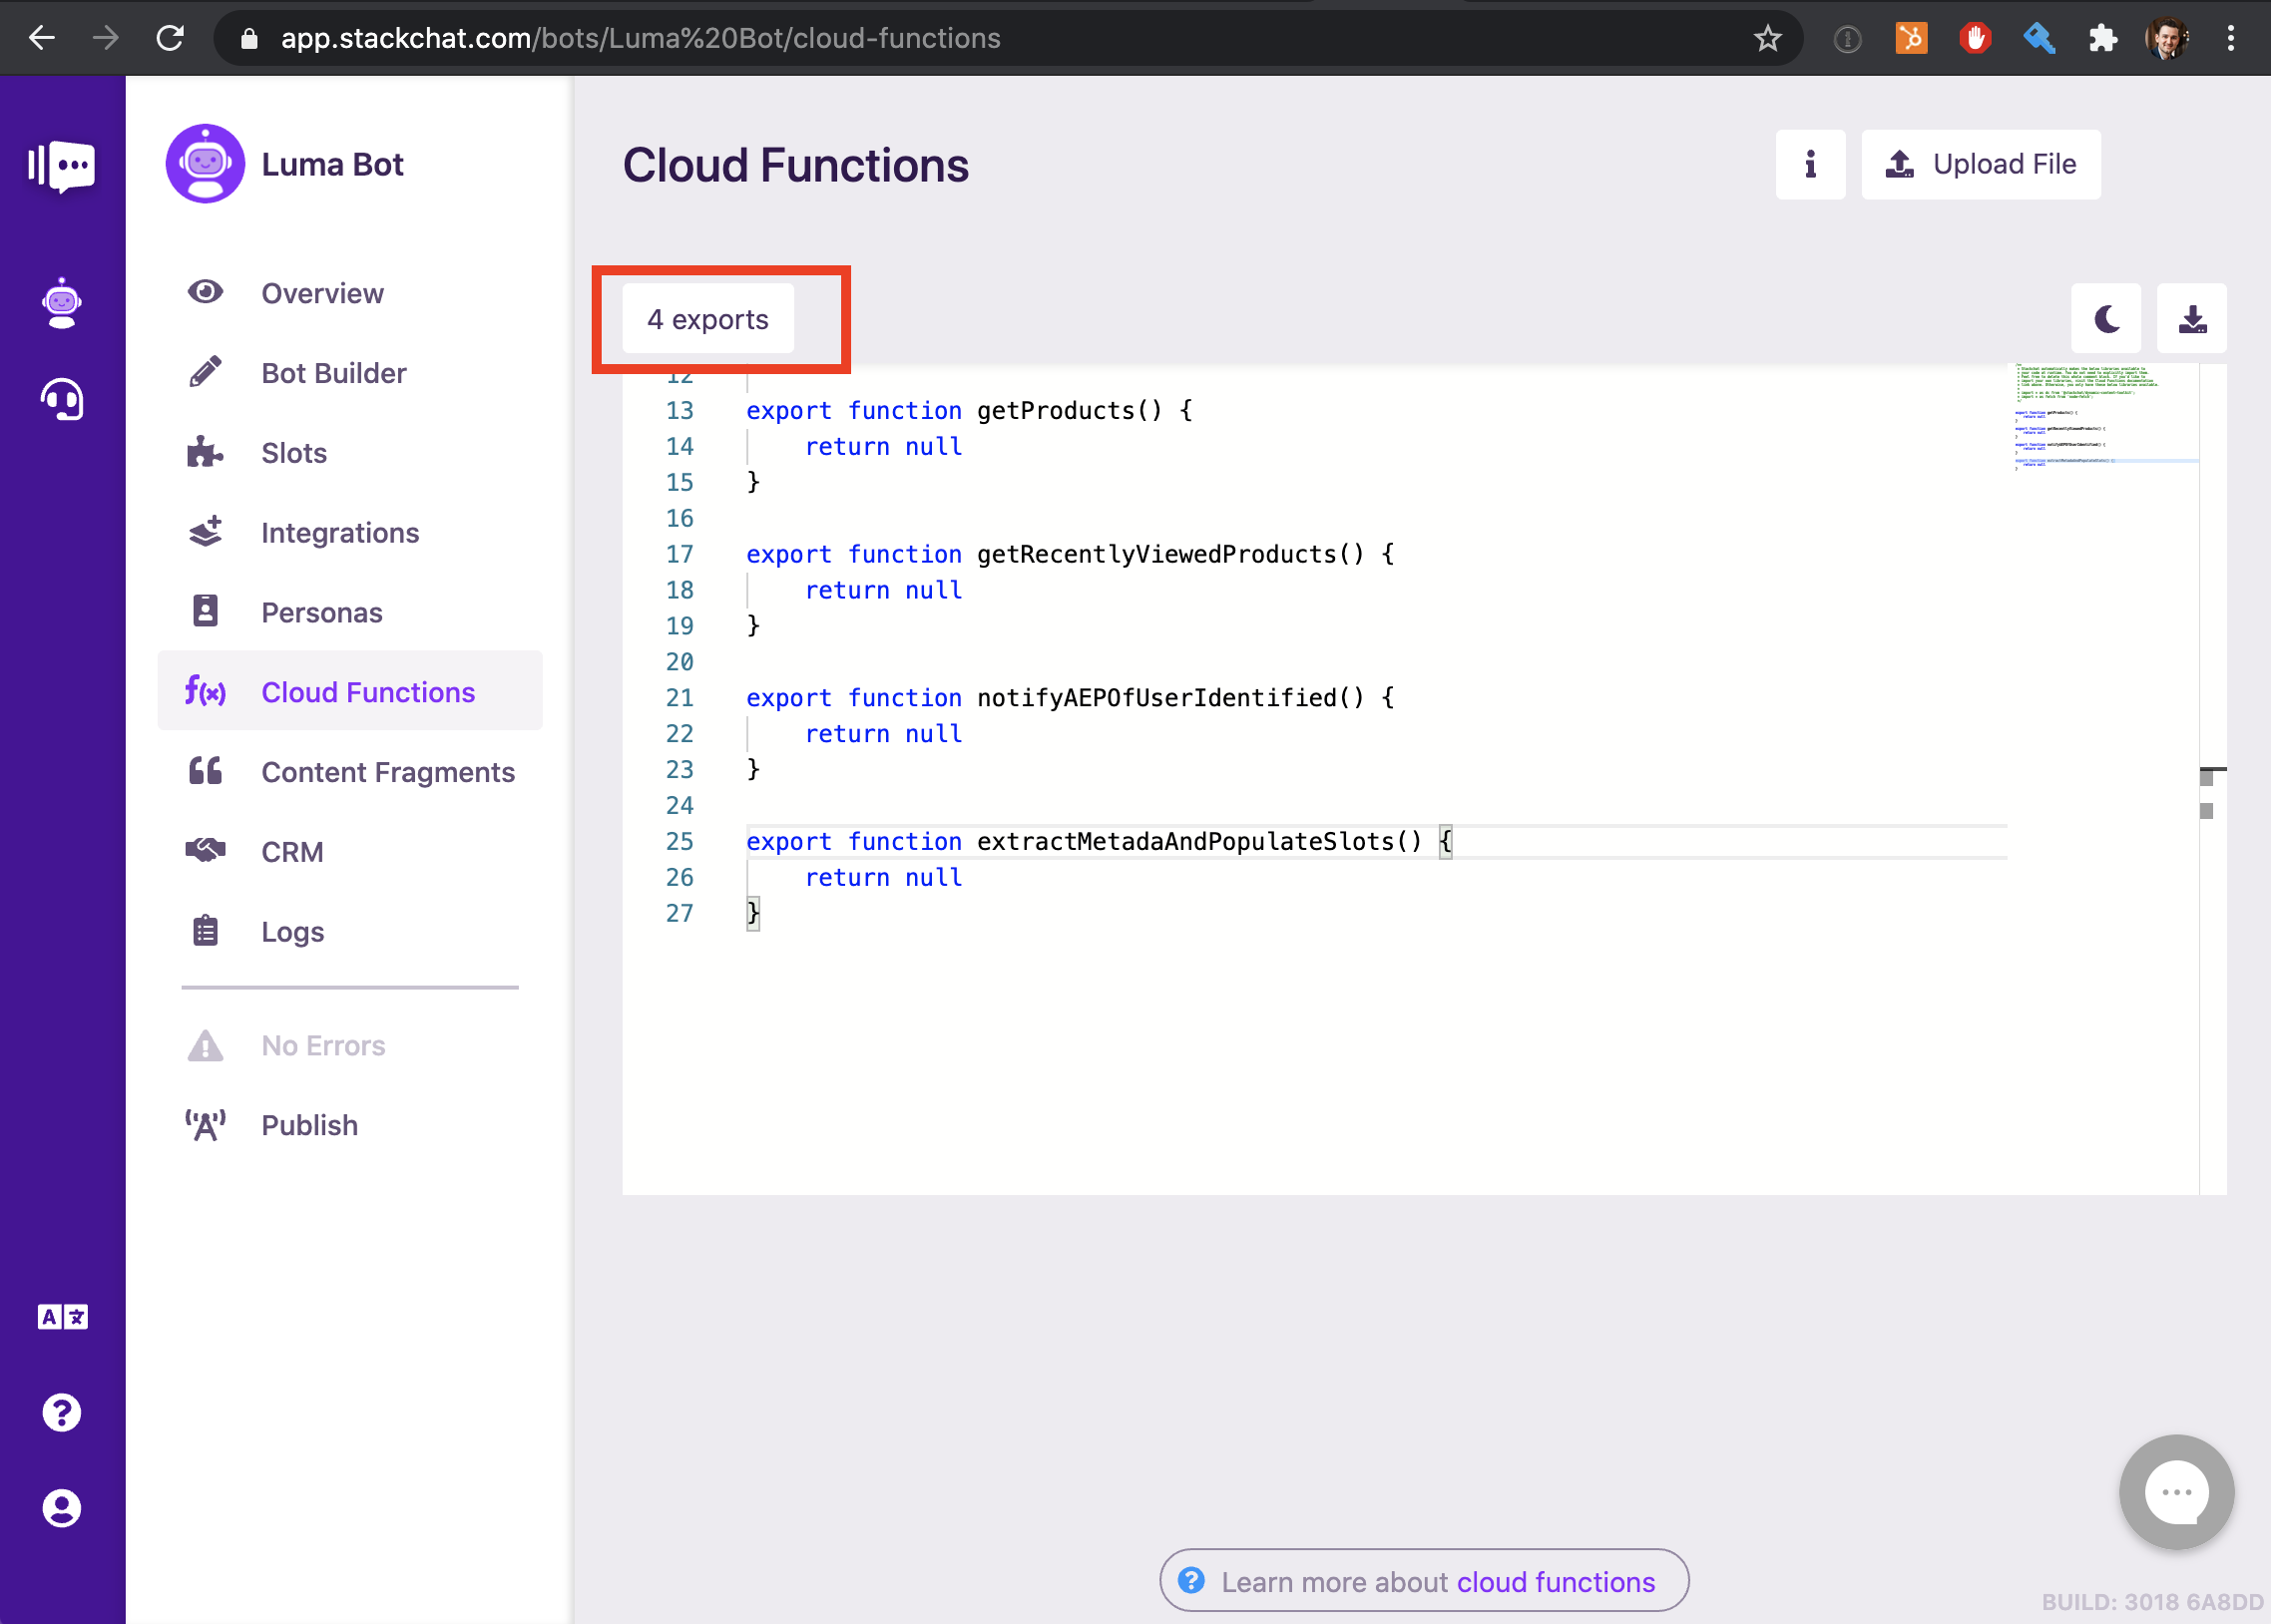 app.stackchat.com/bots/Luma%20Bot/cloud-functions
Luma Bot
Overview
Bot Builder
Slots
Integrations
Personas
f(x) Cloud Functions
Content Fragments
CRM
Logs
No Errors
Publish
Cloud Functions
Upload File
4 exports
12
13 export function getProducts() {
14 return null
15 }
16
17 export function getRecentlyViewedProducts() {
18 return null
19 }
20
21 export function notifyAEPOfUserIdentified() {
22 return null
23 }
24
25 export function extractMetadaAndPopulateSlots() {
26 return null
27 }
Learn more about cloud functions
BUILD: 3018 6A8DD